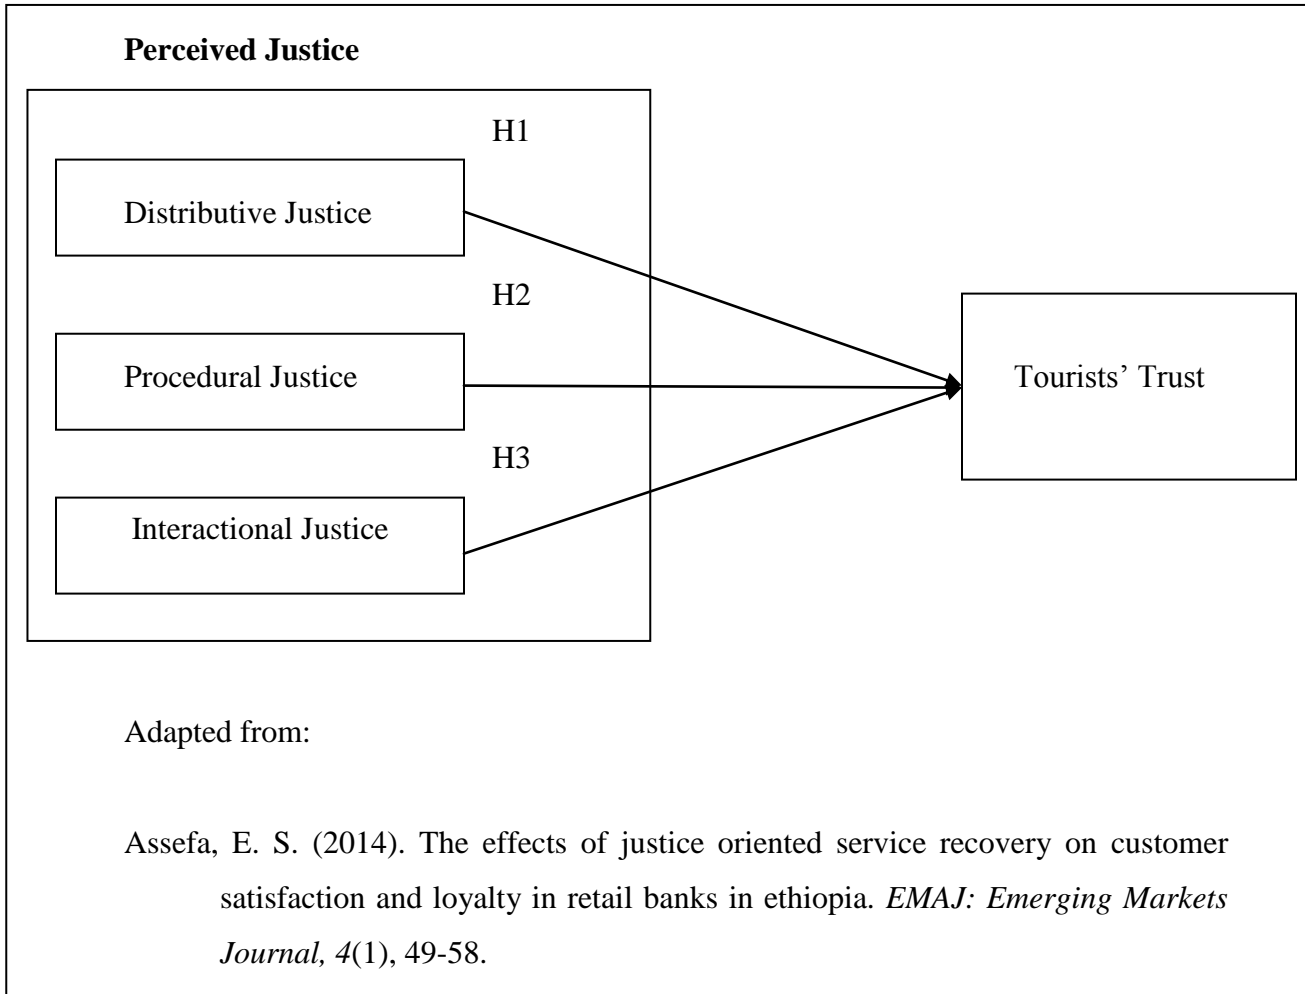 Perceived Justice
H1
Distributive Justice
H2
Procedural Justice
Tourists’ Trust
H3
Interactional Justice
Adapted from:
Assefa, E. S. (2014). The effects of justice oriented service recovery on customer
satisfaction and loyalty in retail banks in ethiopia. EMAJ: Emerging Markets
Journal, 4(1), 49-58.